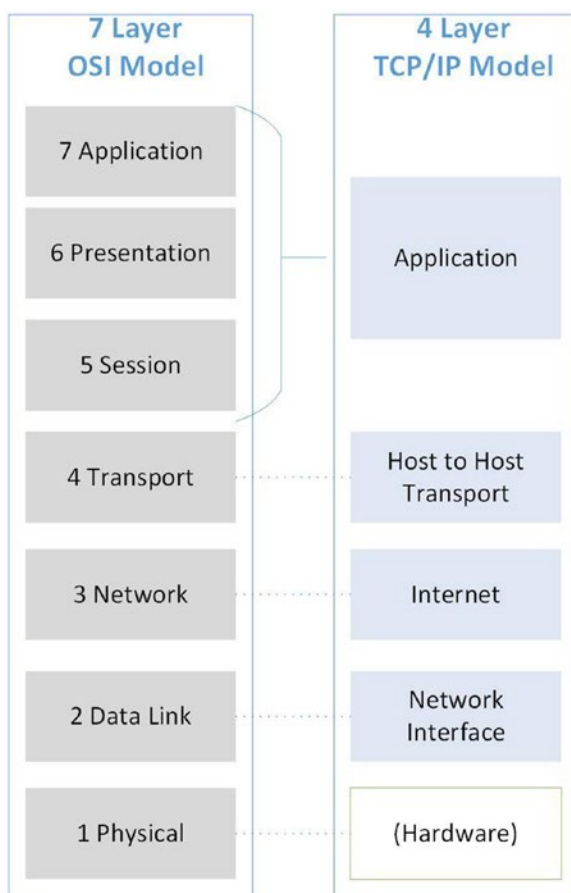 7 Layer
OSI Model
7 Application
6 Presentation
5 Session
4 Transport
3 Network
2 Data Link
1 Physical
4 Layer
TCP/IP Model
Application
Host to Host
Transport
Internet
Network
Interface
(Hardware)